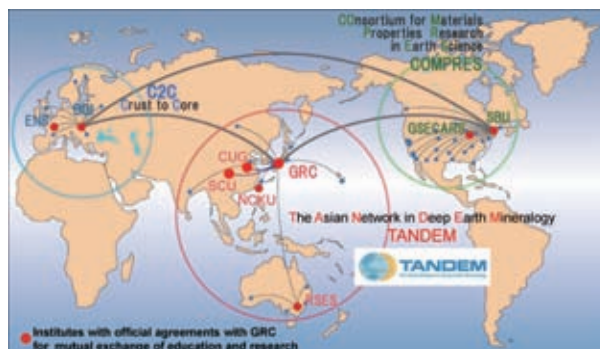 COnsortium for Materials
Properties Research
in Earth Science
COMPRES
C2C
Crust to Core
ENS
BGI
SBU
GSECARS
CUG
GRC
SCU
NCKU
The Asian Network in Deep Earth Mineralogy
TANDEM
TANDEM
RSES
Institutes with official agreements with GRC
for mutual exchange of education and research